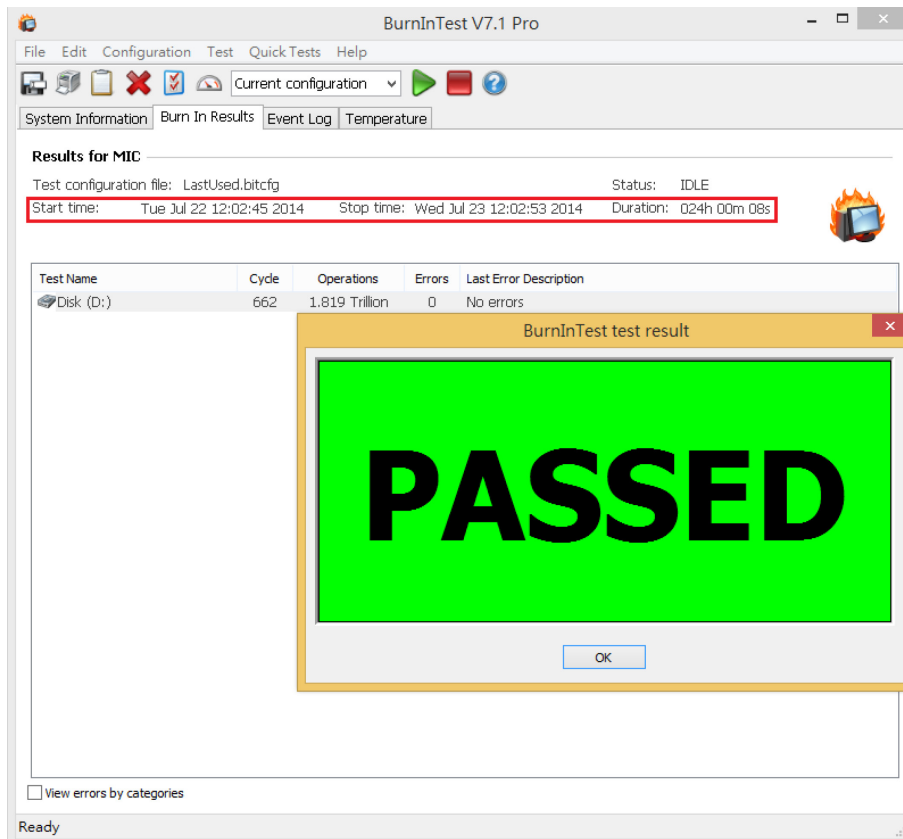 BurnInTest V7.1 Pro
File Edit Configuration Test Quick Tests Help
Current configuration
System Information Burn In Results Event Log Temperature
Results for MIC
Test configuration file: LastUsed.bitcfg Status: IDLE
Start time: Tue Jul 22 12:02:45 2014 Stop time: Wed Jul 23 12:02:53 2014 Duration: 024h 00m 08s
Test Name Cycle Operations Errors Last Error Description
Disk (D:) 662 1.819 Trillion 0 No errors
BurnInTest test result
PASSED
OK
View errors by categories
Ready